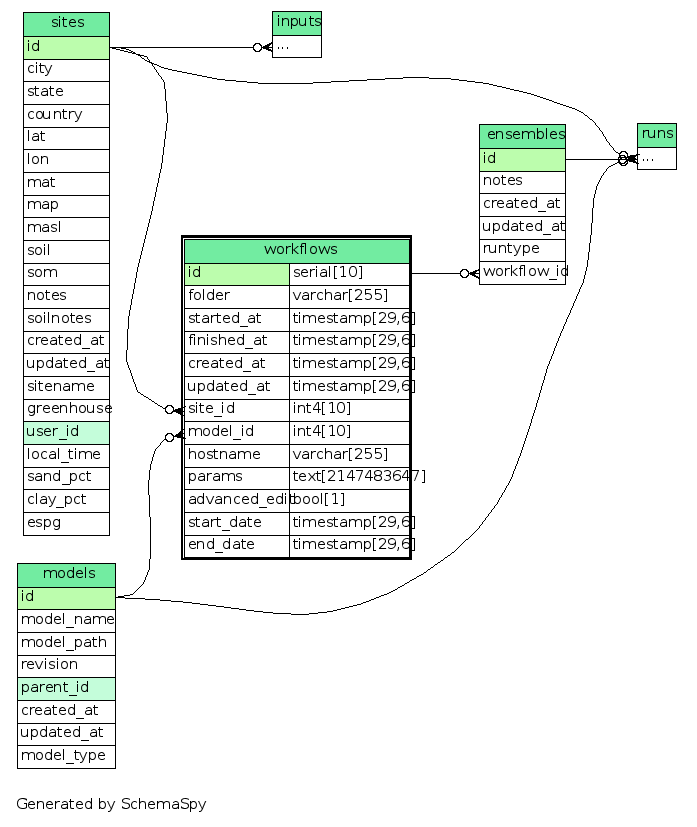 sites
id
city
state
country
lat
lon
mat
map
masl
soil
som
notes
soilnotes
created_at
updated_at
sitename
greenhouse
user_id
local_time
sand_pct
clay_pct
espg
inputs
...
ensembles
id
notes
created_at
updated_at
runtype
workflow_id
runs
...
workflows
id serial[10]
folder varchar[255]
started_at timestamp[29,6]
finished_at timestamp[29,6]
created_at timestamp[29,6]
updated_at timestamp[29,6]
site_id int4[10]
model_id int4[10]
hostname varchar[255]
params text[2147483647]
advanced_edit bool[1]
start_date timestamp[29,6]
end_date timestamp[29,6]
models
id
model_name
model_path
revision
parent_id
created_at
updated_at
model_type
Generated by SchemaSpy